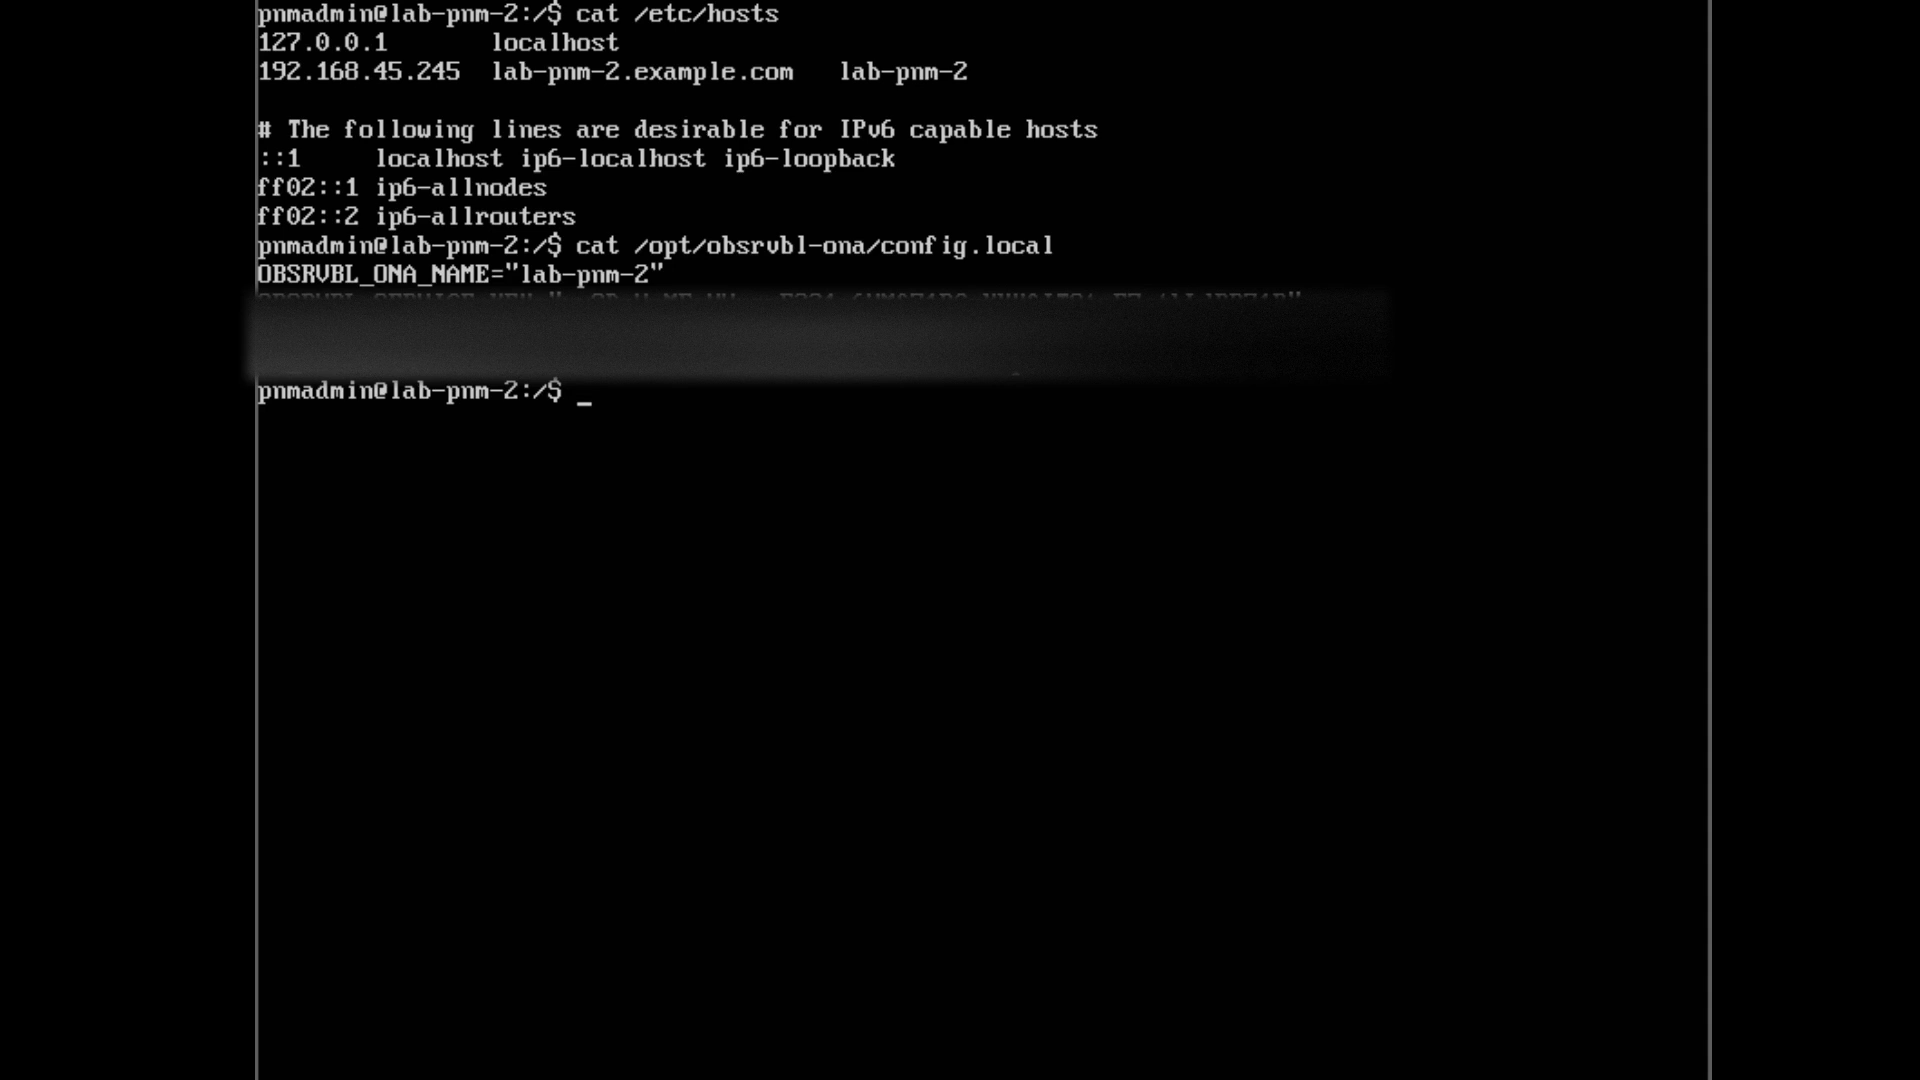 pnmadmin@lab-pnm-2:/$ cat /etc/hosts
127.0.0.1       localhost
192.168.45.245  lab-pnm-2.example.com   lab-pnm-2

# The following lines are desirable for IPv6 capable hosts
::1     localhost ip6-localhost ip6-loopback
ff02::1 ip6-allnodes
ff02::2 ip6-allrouters
pnmadmin@lab-pnm-2:/$ cat /opt/obsrvbl-ona/config.local
OBSRVBL_ONA_NAME="lab-pnm-2"
pnmadmin@lab-pnm-2:/$ _